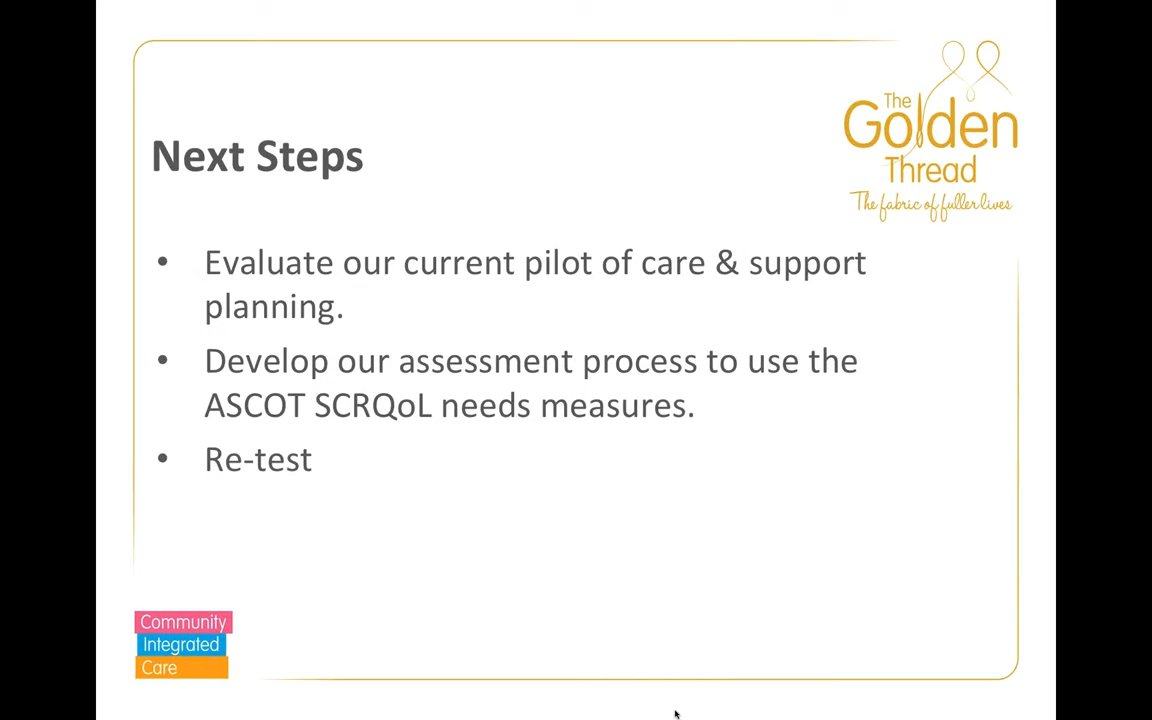 The
Golden
Thread
The fabric of fuller lives
Next Steps
• Evaluate our current pilot of care & support
planning.
• Develop our assessment process to use the
ASCOT SCRQoL needs measures.
• Re-test
Community
Integrated
Care